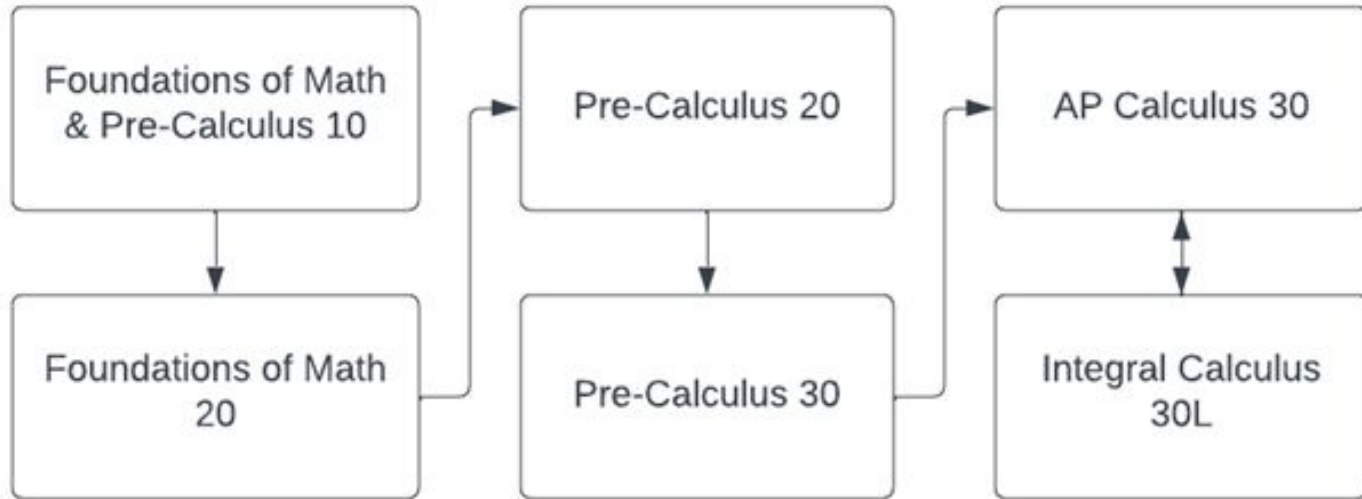 Foundations of Math
& Pre-Calculus 10
Foundations of Math
20
Pre-Calculus 20
Pre-Calculus 30
AP Calculus 30
Integral Calculus
30L